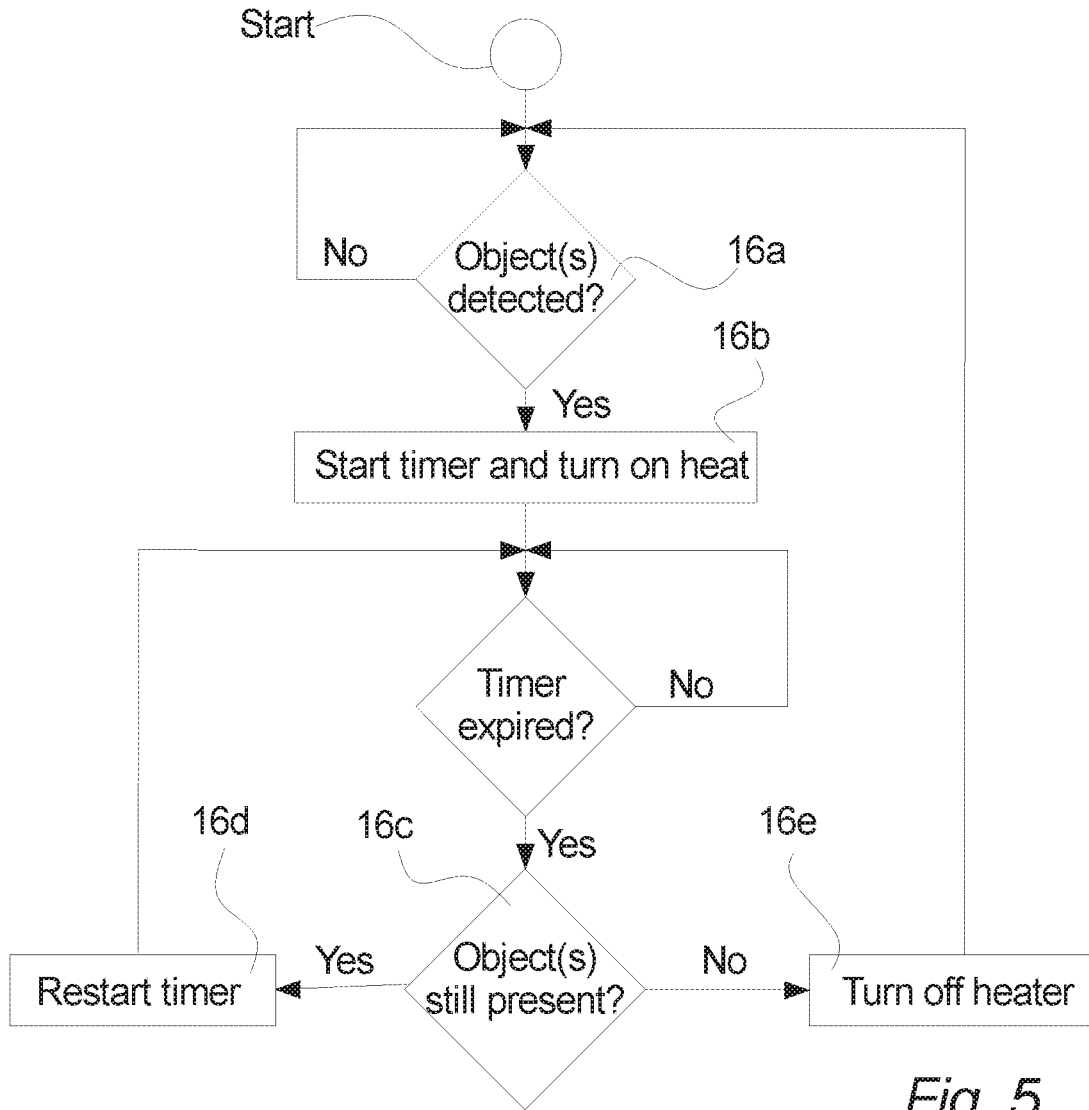 Start
No
Object(s)
detected?
16a
16b
Yes
Start timer and turn on heat
Timer
expired?
No
16d
16c
Yes
16e
Restart timer
Yes
Object(s)
still present?
No
Turn off heater
Fig. 5